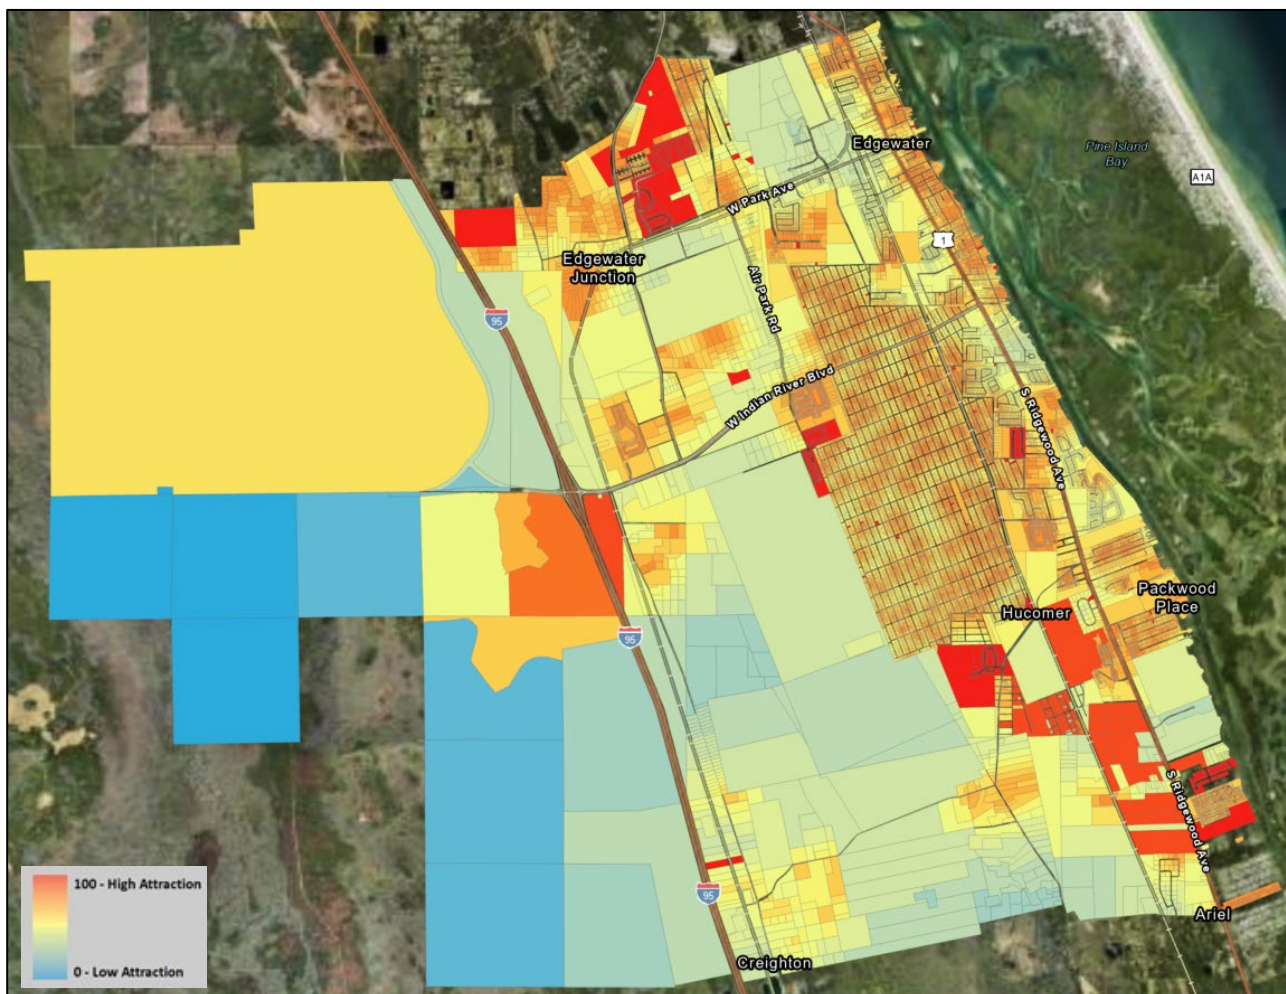 Edgewater
Pine Island
Bay
A1A
W Park Ave
1
Edgewater
Junction
Air Park Rd
95
W Indian River Blvd
S Ridgewood Ave
Packwood
Place
Hucomer
95
S Ridgewood Ave
100 - High Attraction
95
Ariel
0 - Low Attraction
Creighton